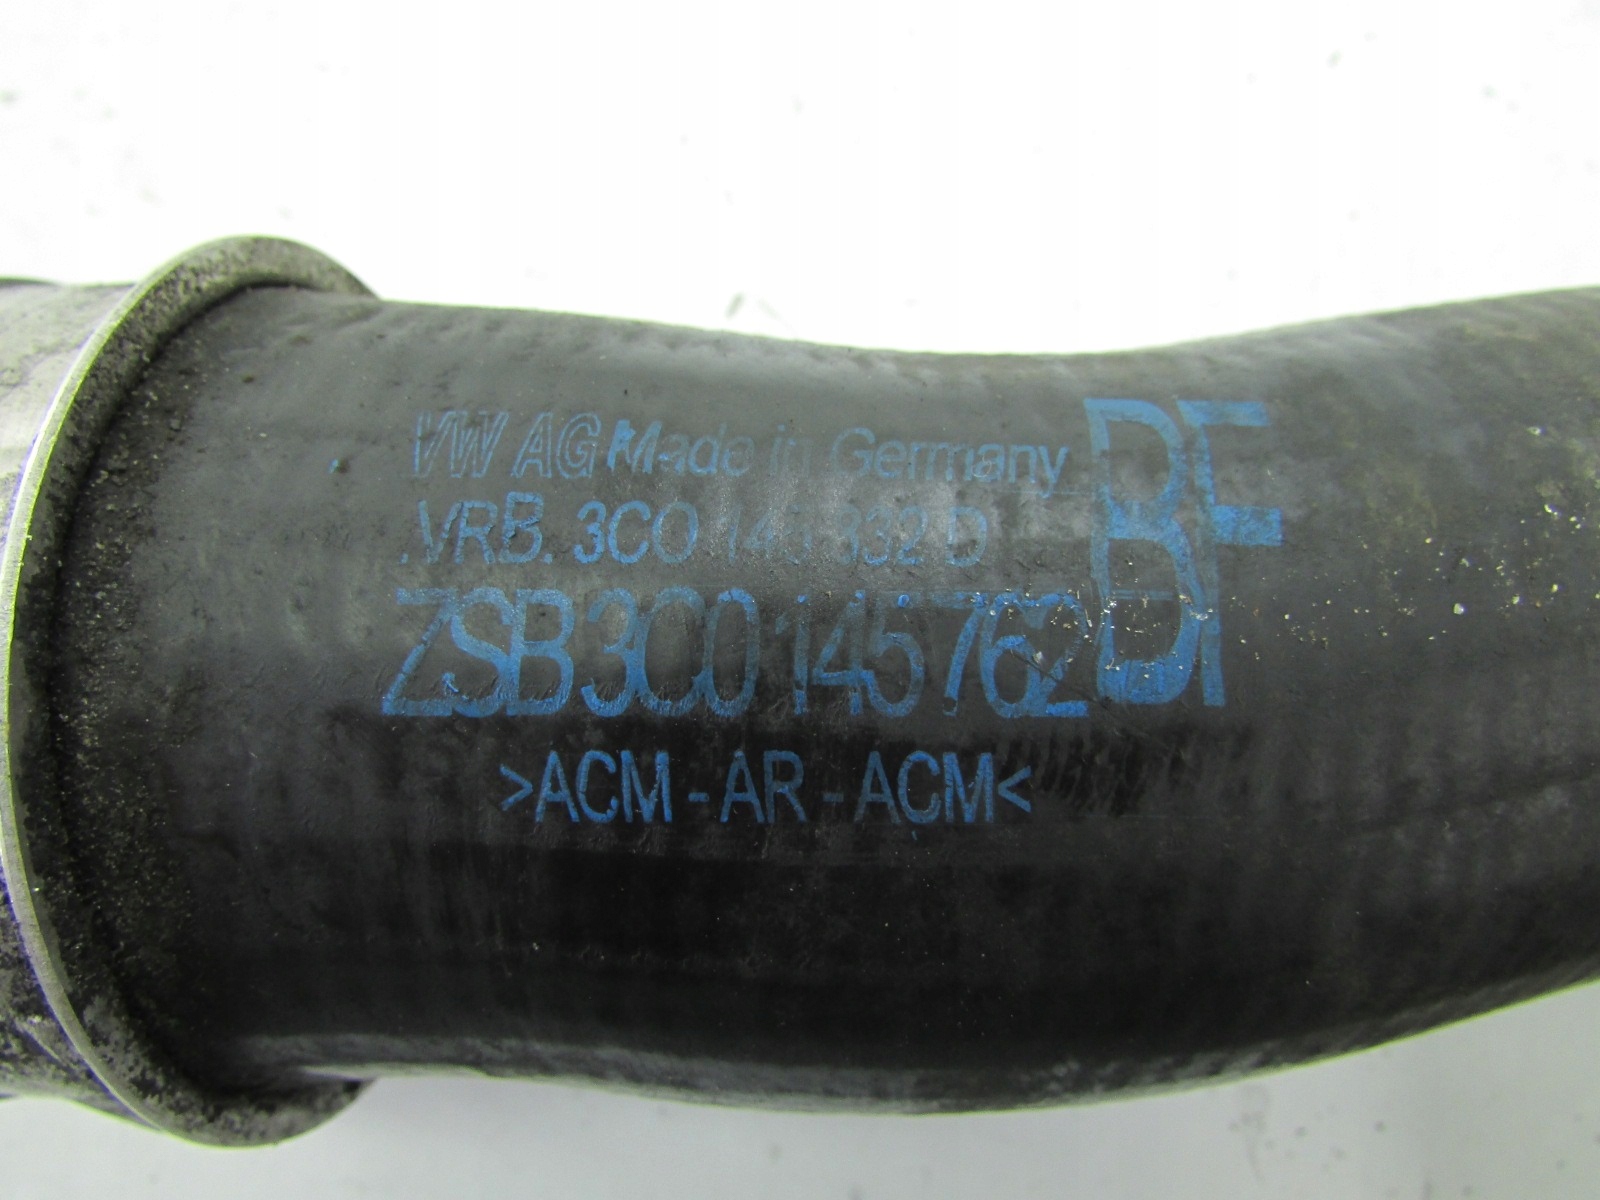 VW AG Made in Germany
.VRB. 3C0 145 832 D
ZSB 3C0 145 762 BF
>ACM - AR - ACM<